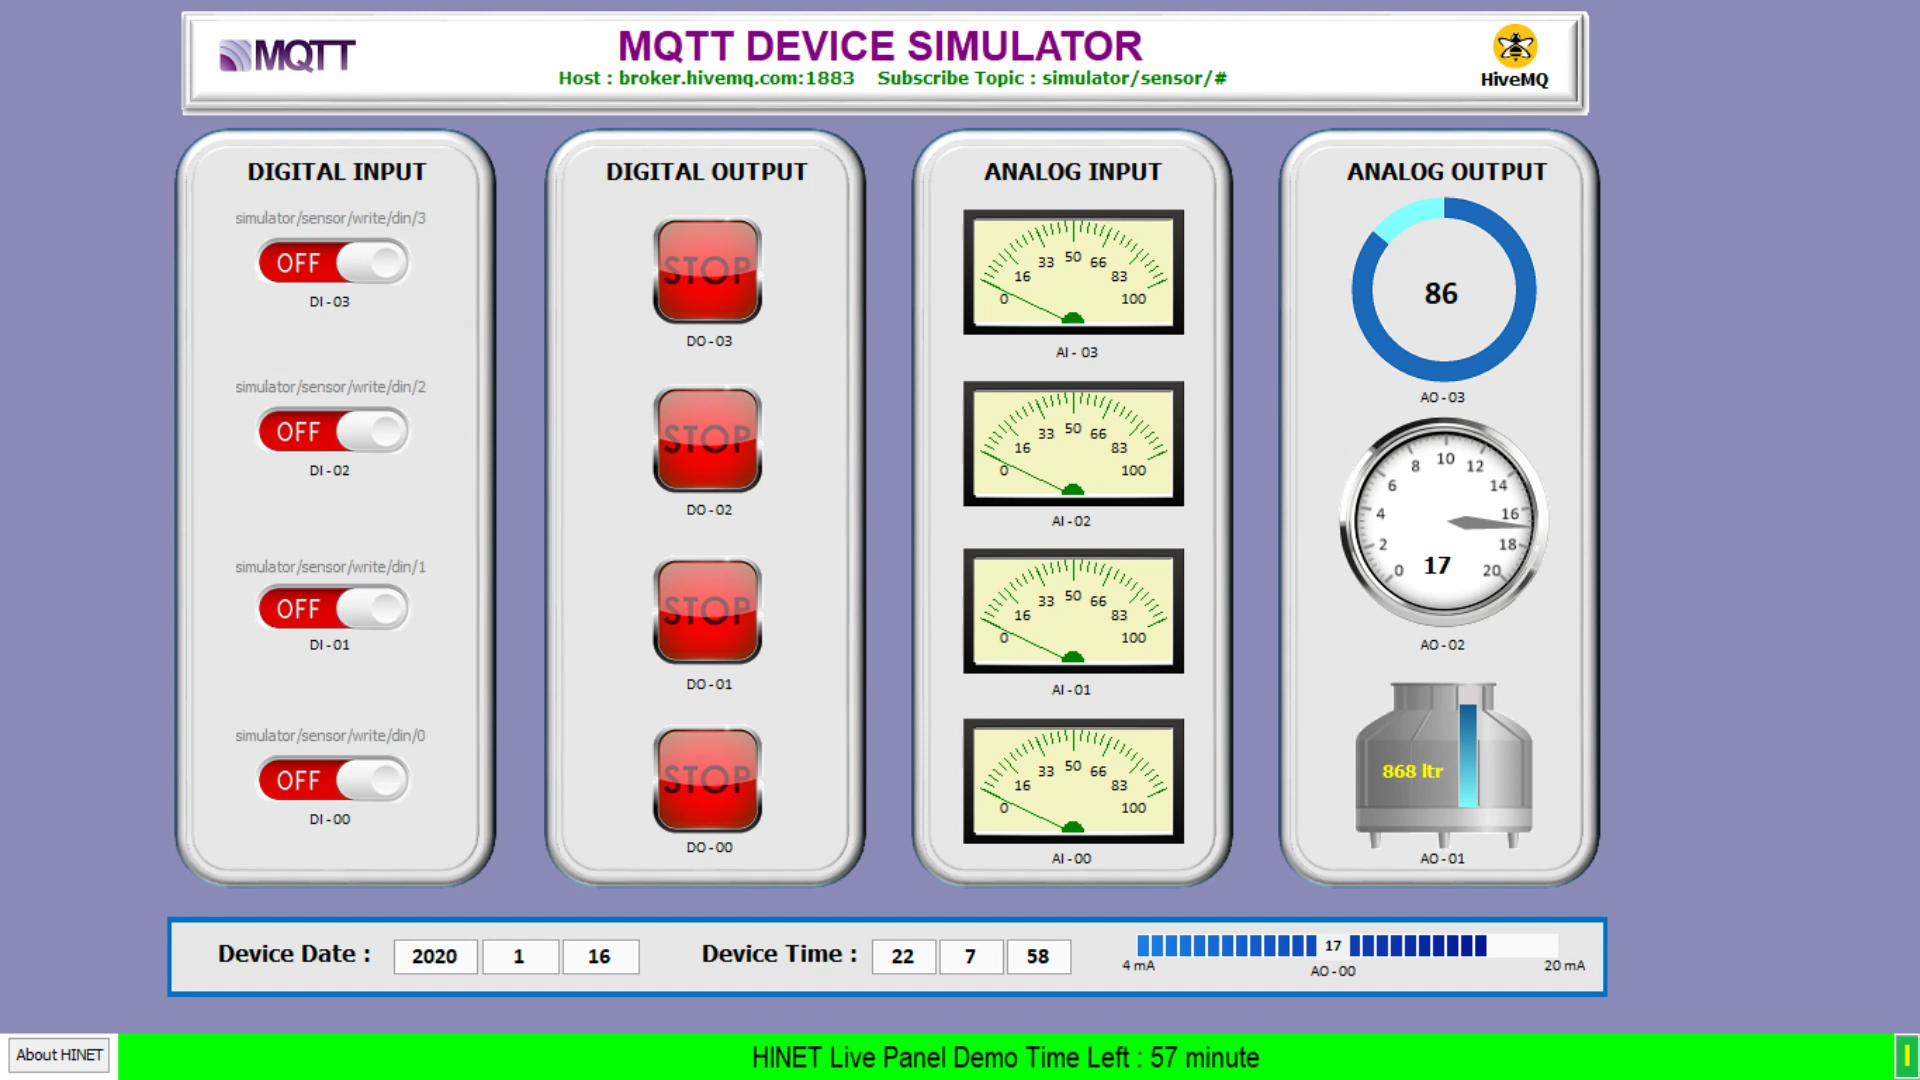 MQTT
MQTT DEVICE SIMULATOR
Host : broker.hivemq.com:1883 Subscribe Topic : simulator/sensor/#
HiveMQ
DIGITAL INPUT
simulator/sensor/write/din/3
OFF
DI - 03
simulator/sensor/write/din/2
OFF
DI - 02
simulator/sensor/write/din/1
OFF
DI - 01
simulator/sensor/write/din/0
OFF
DI - 00
DIGITAL OUTPUT
STOP
DO - 03
STOP
DO - 02
STOP
DO - 01
STOP
DO - 00
ANALOG INPUT
0 16 33 50 66 83 100
AI - 03
0 16 33 50 66 83 100
AI - 02
0 16 33 50 66 83 100
AI - 01
0 16 33 50 66 83 100
AI - 00
ANALOG OUTPUT
86
AO - 03
0 2 4 6 8 10 12 14 16 18 20
17
AO - 02
868 ltr
AO - 01
Device Date : 2020 1 16
Device Time : 22 7 58
17
4 mA AO - 00 20 mA
About HINET
HINET Live Panel Demo Time Left : 57 minute
I